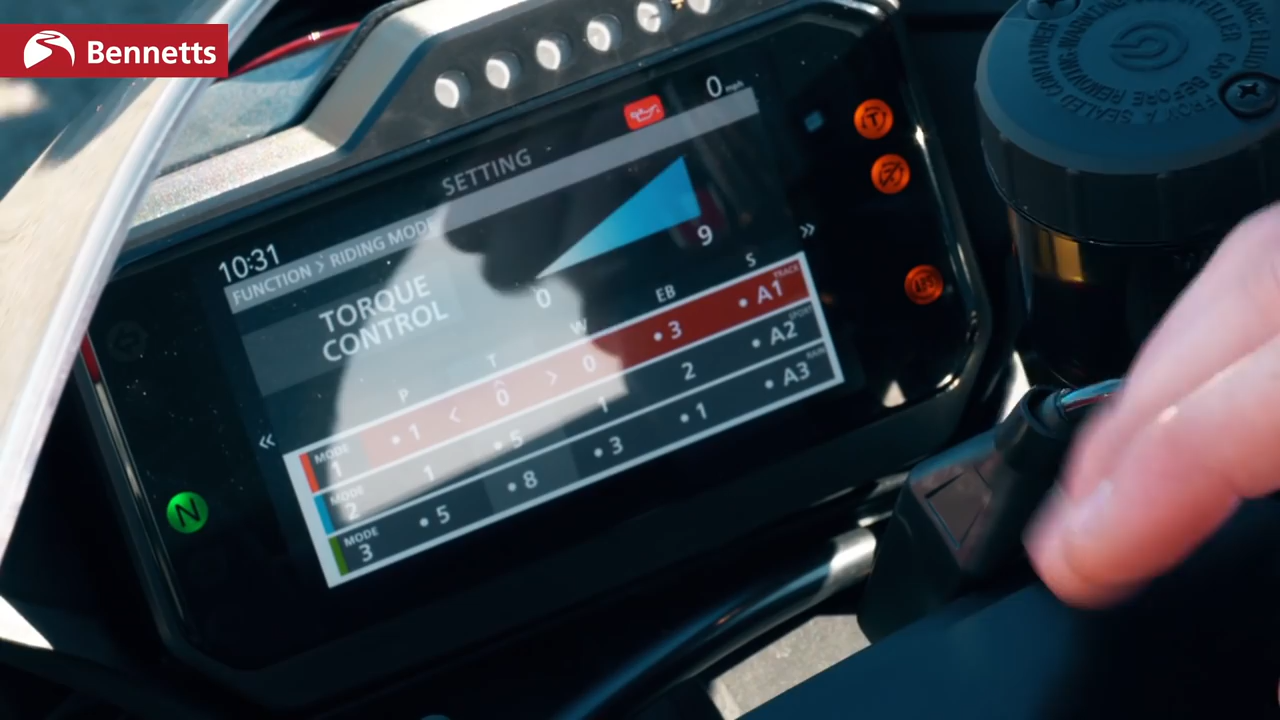 Bennetts
0 mph
SETTING
10:31
FUNCTION > RIDING MODE
TORQUE
CONTROL
0 9
P T W EB S
« »
MODE 1 • 1 < 0 > 0 • 3 • A1 TRACK
MODE 2 1 • 5 1 2 • A2 SPORT
MODE 3 • 5 • 8 • 3 • 1 • A3 RAIN
N
T
ABS